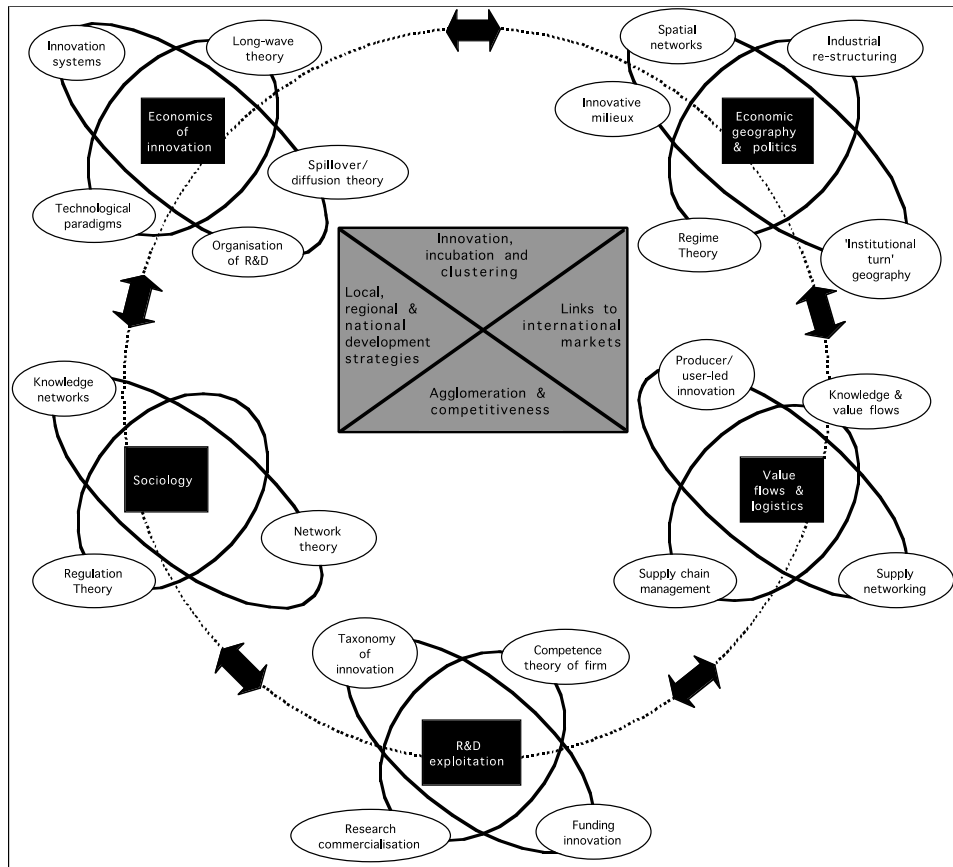 Innovation
systems
Long-wave
theory
Economics
of
innovation
Spillover/
diffusion theory
Technological
paradigms
Organisation
of R&D
Spatial
networks
Industrial
re-structuring
Innovative
milieux
Economic
geography
& politics
Regime
Theory
'Institutional
turn'
geography
Innovation,
incubation and
clustering
Local,
regional &
national
development
strategies
Links to
international
markets
Agglomeration &
competitiveness
Knowledge
networks
Sociology
Network
theory
Regulation
Theory
Producer/
user-led
innovation
Knowledge &
value flows
Value
flows &
logistics
Supply chain
management
Supply
networking
Taxonomy
of
innovation
Competence
theory of firm
R&D
exploitation
Research
commercialisation
Funding
innovation